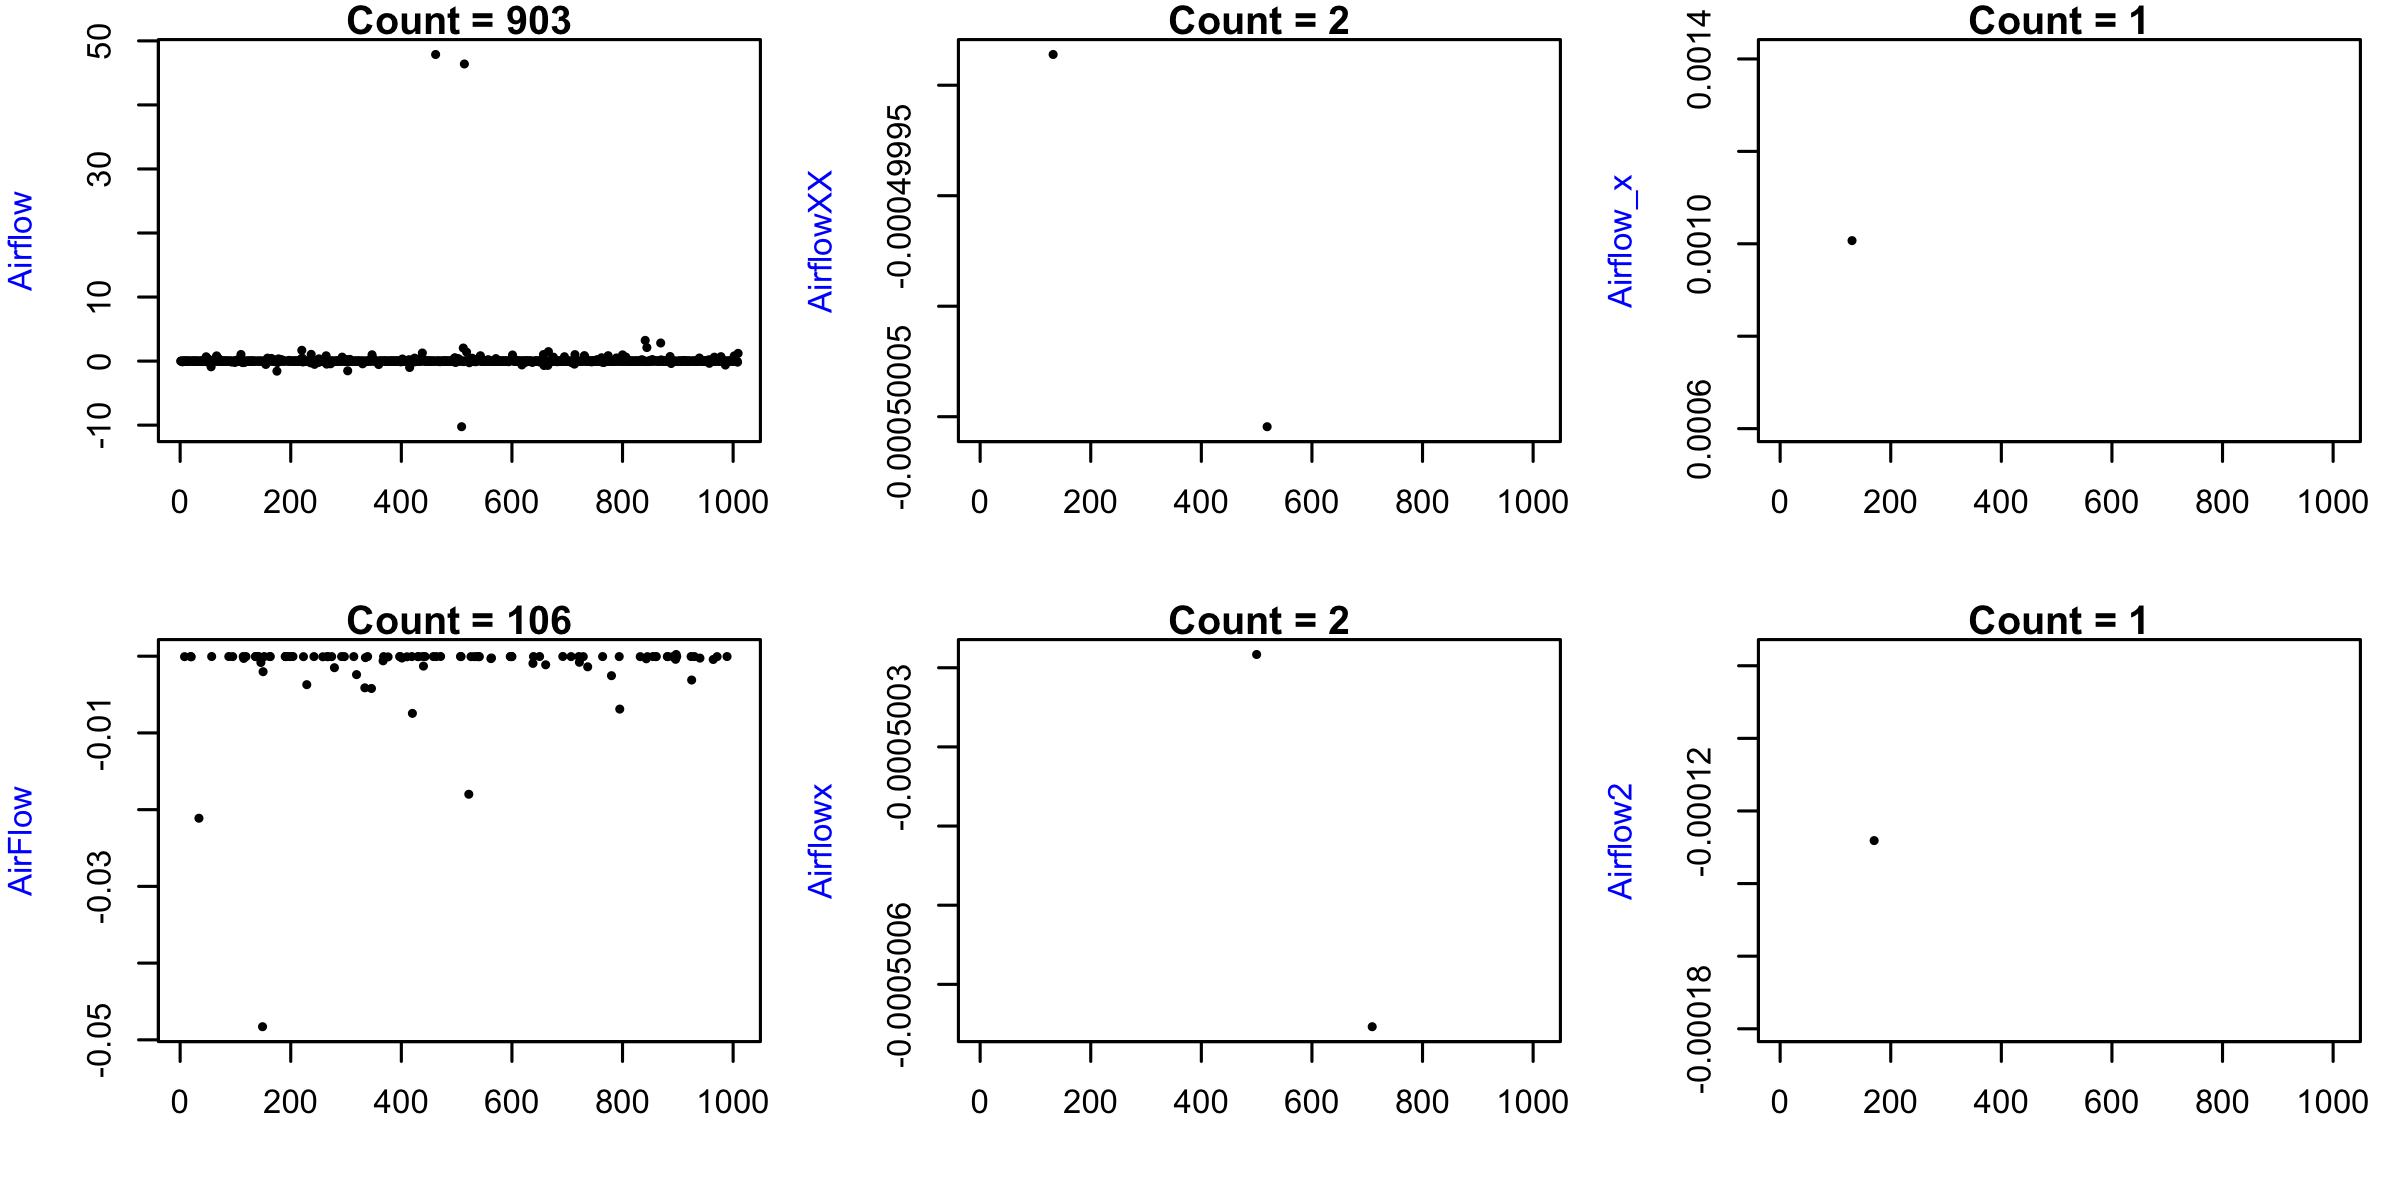 Count = 903
Airflow
50
30
10
0
-10
0 200 400 600 800 1000
Count = 2
AirflowXX
-0.00049995
-0.00050005
0 200 400 600 800 1000
Count = 1
Airflow_x
0.0014
0.0010
0.0006
0 200 400 600 800 1000
Count = 106
AirFlow
-0.01
-0.03
-0.05
0 200 400 600 800 1000
Count = 2
Airflowx
-0.0005003
-0.0005006
0 200 400 600 800 1000
Count = 1
Airflow2
-0.00012
-0.00018
0 200 400 600 800 1000